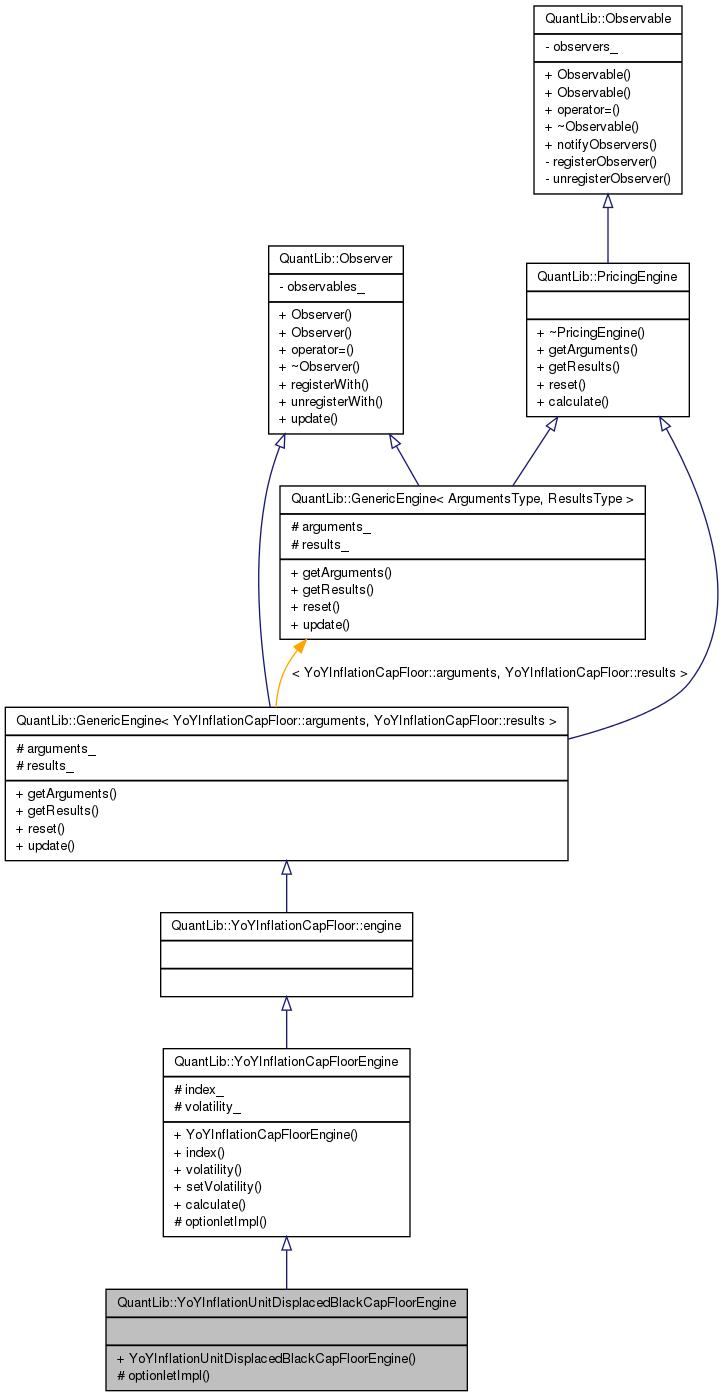 QuantLib::Observable
- observers_
+ Observable()
+ Observable()
+ operator=()
+ ~Observable()
+ notifyObservers()
- registerObserver()
- unregisterObserver()
QuantLib::Observer
- observables_
+ Observer()
+ Observer()
+ operator=()
+ ~Observer()
+ registerWith()
+ unregisterWith()
+ update()
QuantLib::PricingEngine
+ ~PricingEngine()
+ getArguments()
+ getResults()
+ reset()
+ calculate()
QuantLib::GenericEngine< ArgumentsType, ResultsType >
# arguments_
# results_
+ getArguments()
+ getResults()
+ reset()
+ update()
< YoYInflationCapFloor::arguments, YoYInflationCapFloor::results >
QuantLib::GenericEngine< YoYInflationCapFloor::arguments, YoYInflationCapFloor::results >
# arguments_
# results_
+ getArguments()
+ getResults()
+ reset()
+ update()
QuantLib::YoYInflationCapFloor::engine
QuantLib::YoYInflationCapFloorEngine
# index_
# volatility_
+ YoYInflationCapFloorEngine()
+ index()
+ volatility()
+ setVolatility()
+ calculate()
# optionletImpl()
QuantLib::YoYInflationUnitDisplacedBlackCapFloorEngine
+ YoYInflationUnitDisplacedBlackCapFloorEngine()
# optionletImpl()